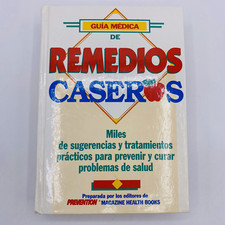 GUÍA MÉDICA
DE
REMEDIOS
CASEROS
Miles
de sugerencias y tratamientos
prácticos para prevenir y curar
problemas de salud
Preparada por los editores de
PREVENTION MAGAZINE HEALTH BOOKS